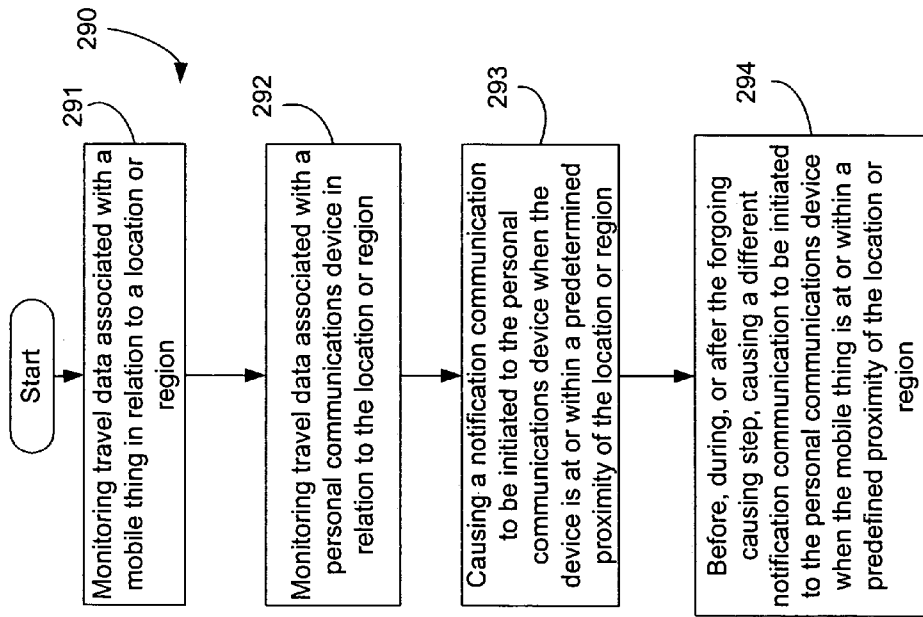 Start
290
291
Monitoring travel data associated with a
mobile thing in relation to a location or
region
292
Monitoring travel data associated with a
personal communications device in
relation to the location or region
293
Causing a notification communication
to be initiated to the personal
communications device when the
device is at or within a predetermined
proximity of the location or region
294
Before, during, or after the forgoing
causing step, causing a different
notification communication to be initiated
to the personal communications device
when the mobile thing is at or within a
predefined proximity of the location or
region